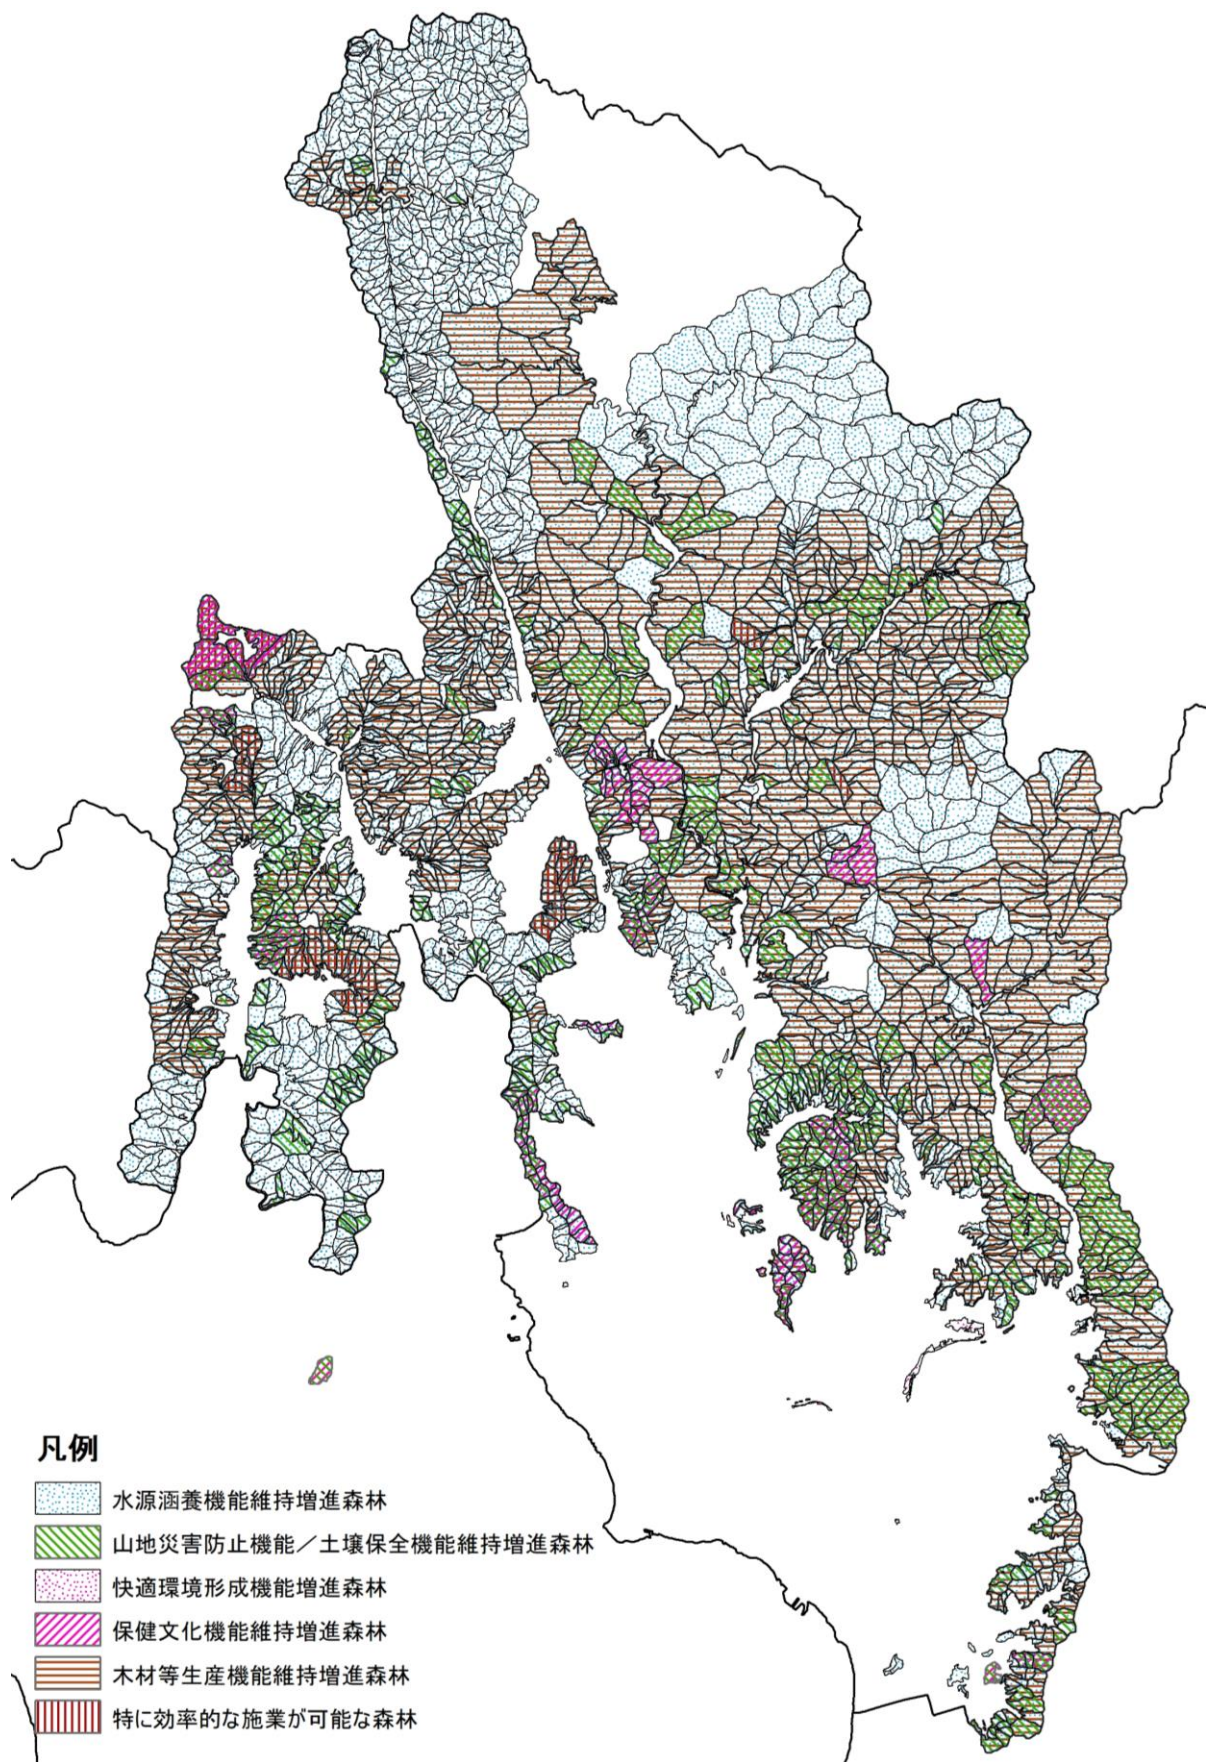 凡例
水源涵養機能維持増進森林
山地災害防止機能／土壌保全機能維持増進森林
快適環境形成機能増進森林
保健文化機能維持増進森林
木材等生産機能維持増進森林
特に効率的な施業が可能な森林